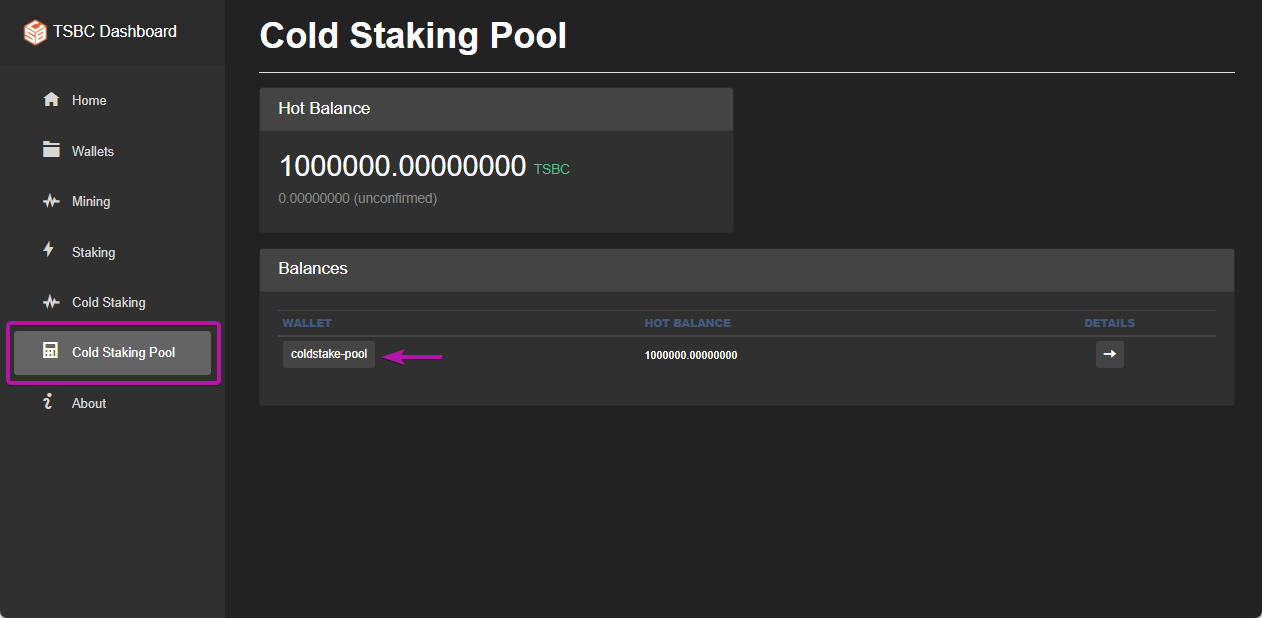 TSBC Dashboard
Home
Wallets
Mining
Staking
Cold Staking
Cold Staking Pool
About
Cold Staking Pool
Hot Balance
1000000.00000000 TSBC
0.00000000 (unconfirmed)
Balances
WALLET HOT BALANCE DETAILS
coldstake-pool 1000000.00000000